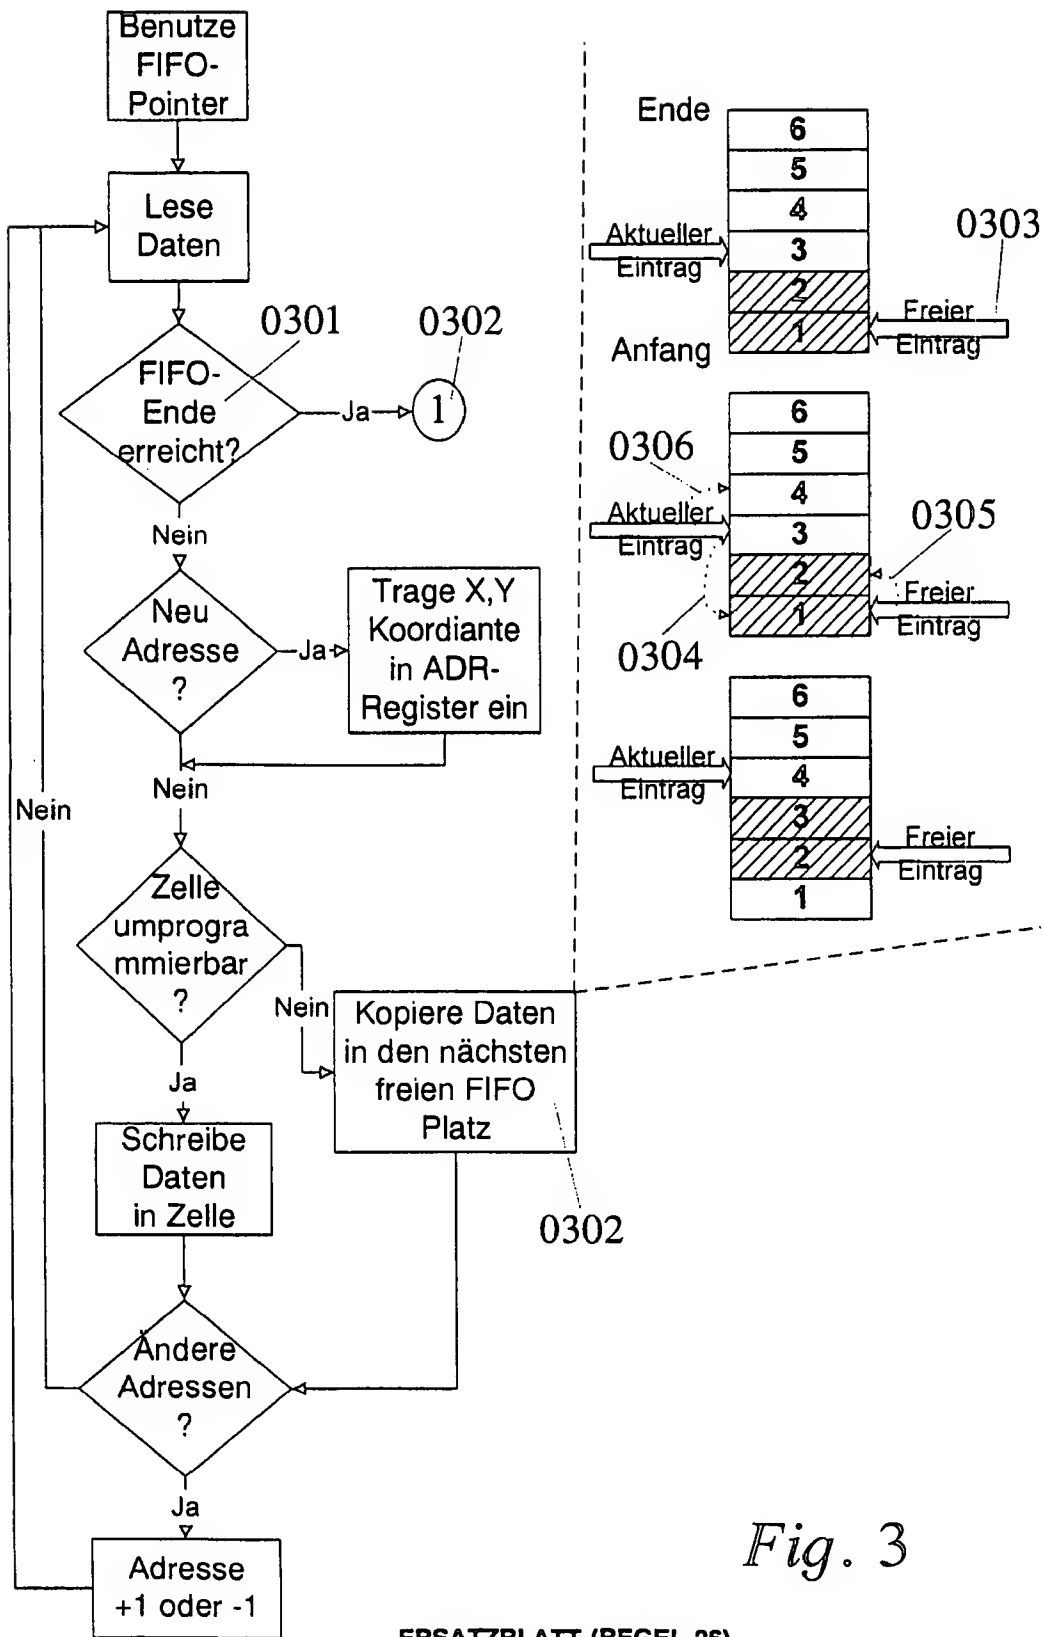 Benutze
FIFO-
Pointer
Lese
Daten
0301
0302
FIFO-
Ende
erreicht?
Ja
1
Nein
Neu
Adresse
?
Ja
Trage X,Y
Koordiante
in ADR-
Register ein
Nein
Nein
Zelle
umprogra
mmierbar
?
Nein
Kopiere Daten
in den nächsten
freien FIFO
Platz
0302
Ja
Schreibe
Daten
in Zelle
Ändere
Adressen
?
Ja
Adresse
+1 oder -1
Ende
6
5
4
3
2
1
Aktueller
Eintrag
0303
Freier
Eintrag
Anfang
6
5
4
3
2
1
0306
Aktueller
Eintrag
0305
Freier
Eintrag
0304
6
5
4
3
2
1
Aktueller
Eintrag
Freier
Eintrag
Fig. 3
ERSATZBLATT (REGEL 26)